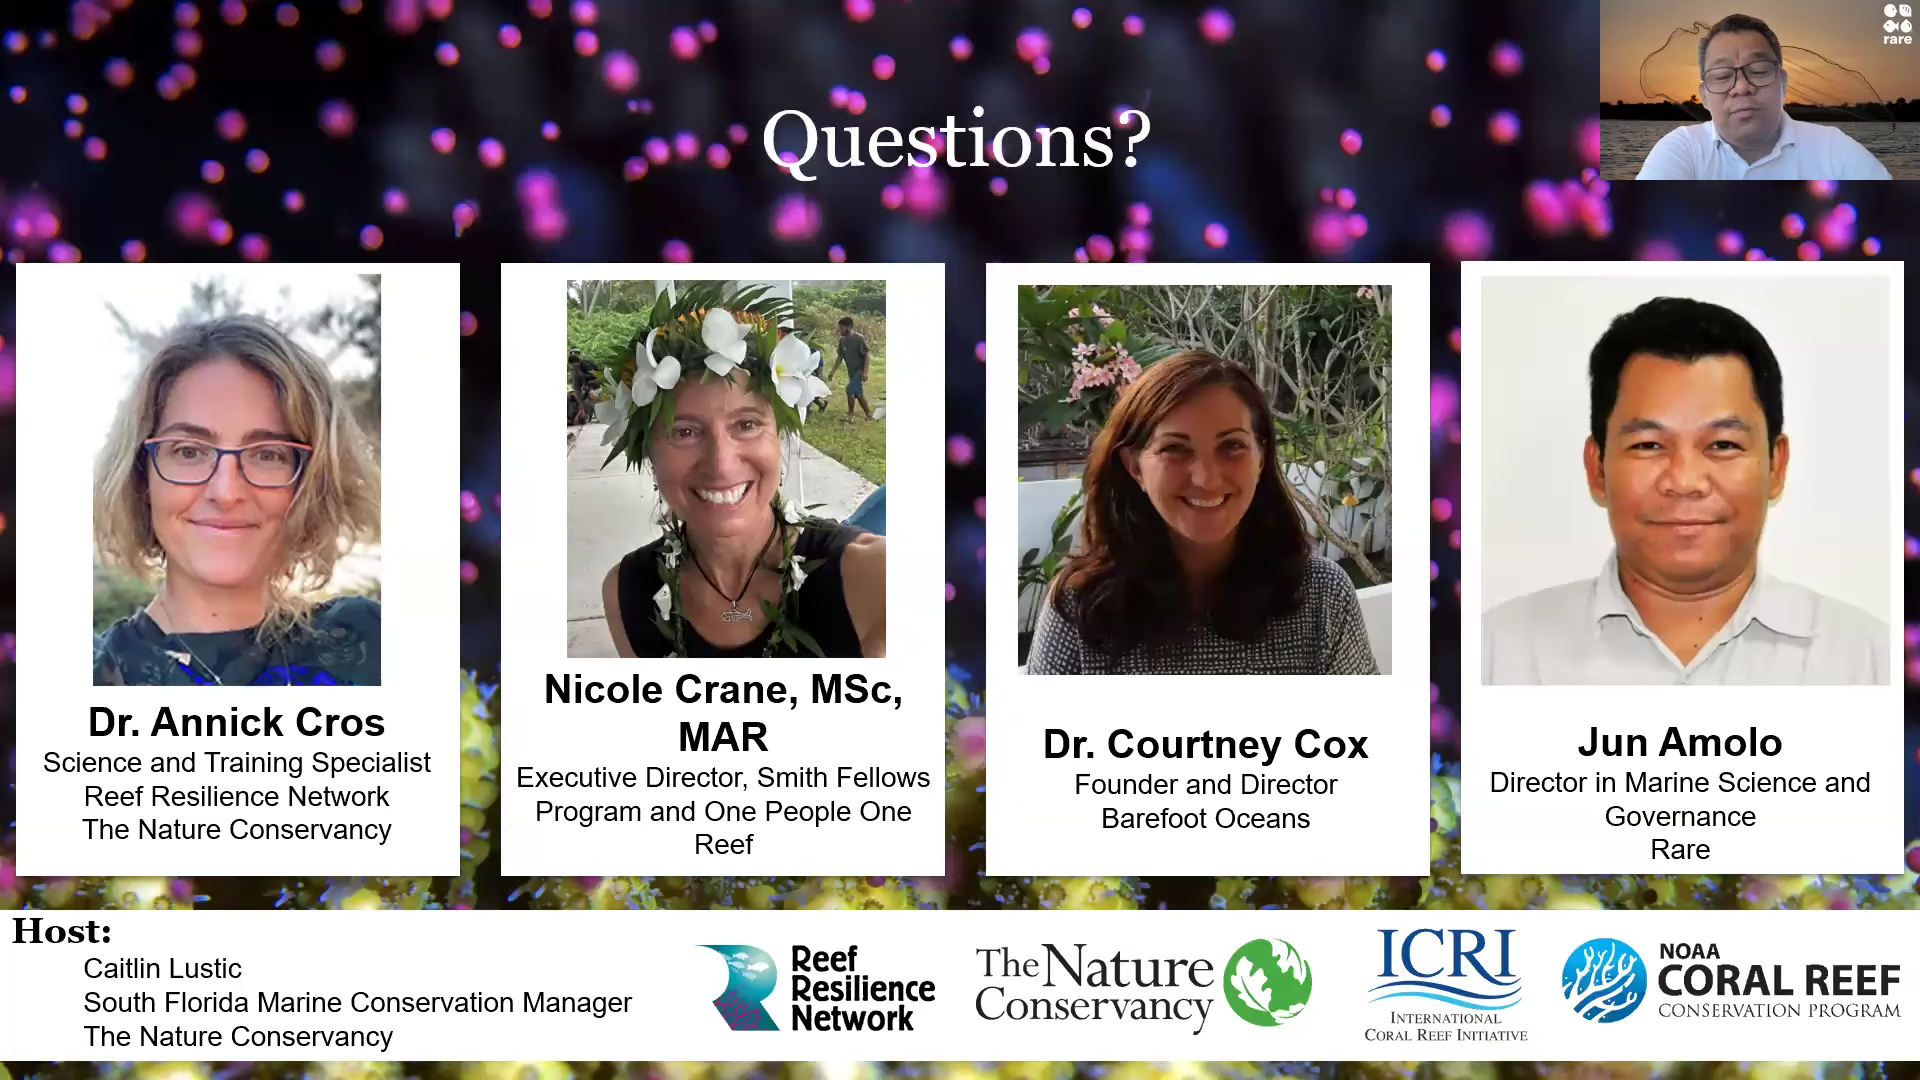 rare
Questions?
Dr. Annick Cros
Science and Training Specialist
Reef Resilience Network
The Nature Conservancy
Nicole Crane, MSc,
MAR
Executive Director, Smith Fellows
Program and One People One
Reef
Dr. Courtney Cox
Founder and Director
Barefoot Oceans
Jun Amolo
Director in Marine Science and
Governance
Rare
Host:
Caitlin Lustic
South Florida Marine Conservation Manager
The Nature Conservancy
Reef
Resilience
Network
The Nature
Conservancy
ICRI
INTERNATIONAL
CORAL REEF INITIATIVE
NOAA
CORAL REEF
CONSERVATION PROGRAM